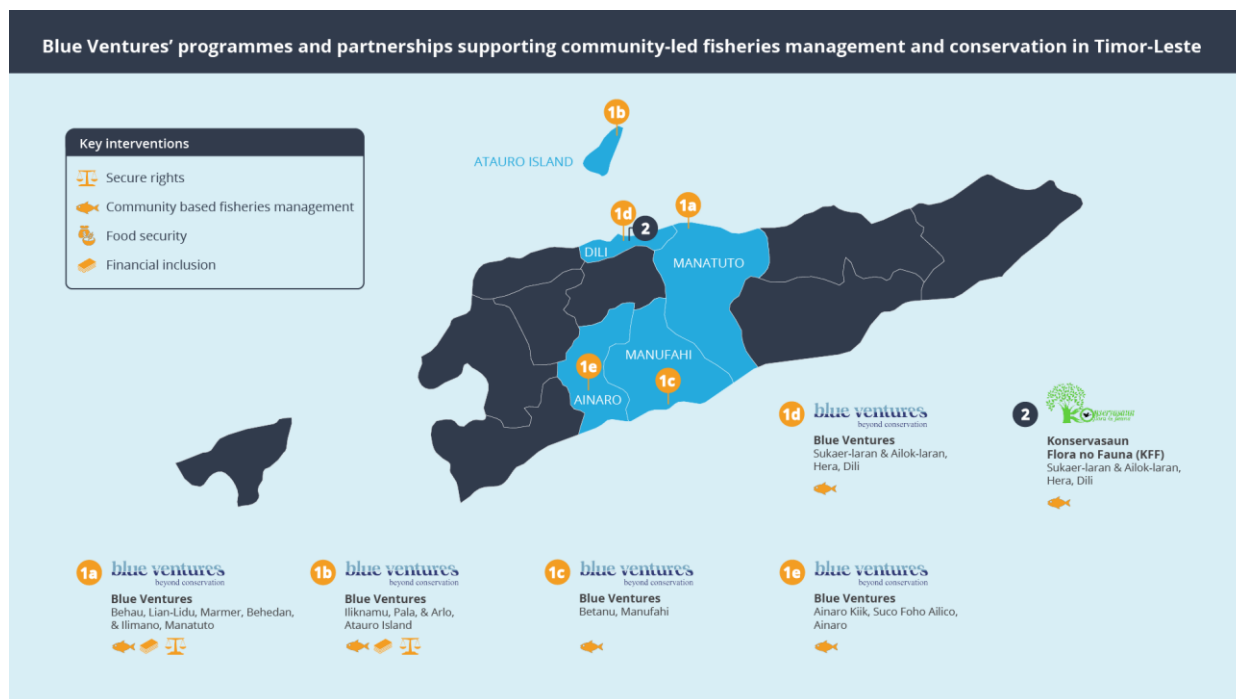 Blue Ventures’ programmes and partnerships supporting community-led fisheries management and conservation in Timor-Leste
Key interventions
Secure rights
Community based fisheries management
Food security
Financial inclusion
1b
ATAURO ISLAND
1d
2
1a
DILI
MANATUTO
1e
MANUFAHI
1c
AINARO
1d
blue ventures
beyond conservation
Blue Ventures
Sukaer-laran & Ailok-laran,
Hera, Dili
2
Konservasaun
Flora no Fauna (KFF)
Sukaer-laran & Ailok-laran,
Hera, Dili
1a
blue ventures
beyond conservation
Blue Ventures
Behau, Lian-Lidu, Marmer, Behedan,
& Ilimano, Manatuto
1b
blue ventures
beyond conservation
Blue Ventures
Iliknamu, Pala, & Arlo,
Atauro Island
1c
blue ventures
beyond conservation
Blue Ventures
Betanu, Manufahi
1e
blue ventures
beyond conservation
Blue Ventures
Ainaro Kiik, Suco Foho Ailico,
Ainaro